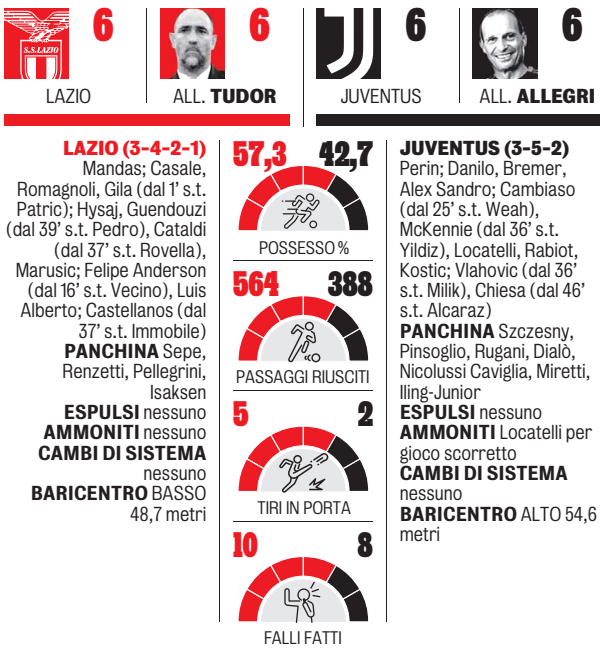 6
S.S.LAZIO
LAZIO
6
ALL. TUDOR
6
JUVENTUS
6
ALL. ALLEGRI
LAZIO (3-4-2-1)
Mandas; Casale,
Romagnoli, Gila (dal 1’ s.t.
Patric); Hysaj, Guendouzi
(dal 39’ s.t. Pedro), Cataldi
(dal 37’ s.t. Rovella),
Marusic; Felipe Anderson
(dal 16’ s.t. Vecino), Luis
Alberto; Castellanos (dal
37’ s.t. Immobile)
PANCHINA Sepe,
Renzetti, Pellegrini,
Isaksen
ESPULSI nessuno
AMMONITI nessuno
CAMBI DI SISTEMA
nessuno
BARICENTRO BASSO
48,7 metri
57,3 42,7
POSSESSO %
564 388
PASSAGGI RIUSCITI
5 2
TIRI IN PORTA
10 8
FALLI FATTI
JUVENTUS (3-5-2)
Perin; Danilo, Bremer,
Alex Sandro; Cambiaso
(dal 25’ s.t. Weah),
McKennie (dal 36’ s.t.
Yildiz), Locatelli, Rabiot,
Kostic; Vlahovic (dal 36’
s.t. Milik), Chiesa (dal 46’
s.t. Alcaraz)
PANCHINA Szczesny,
Pinsoglio, Rugani, Dialò,
Nicolussi Caviglia, Miretti,
Iling-Junior
ESPULSI nessuno
AMMONITI Locatelli per
gioco scorretto
CAMBI DI SISTEMA
nessuno
BARICENTRO ALTO 54,6
metri